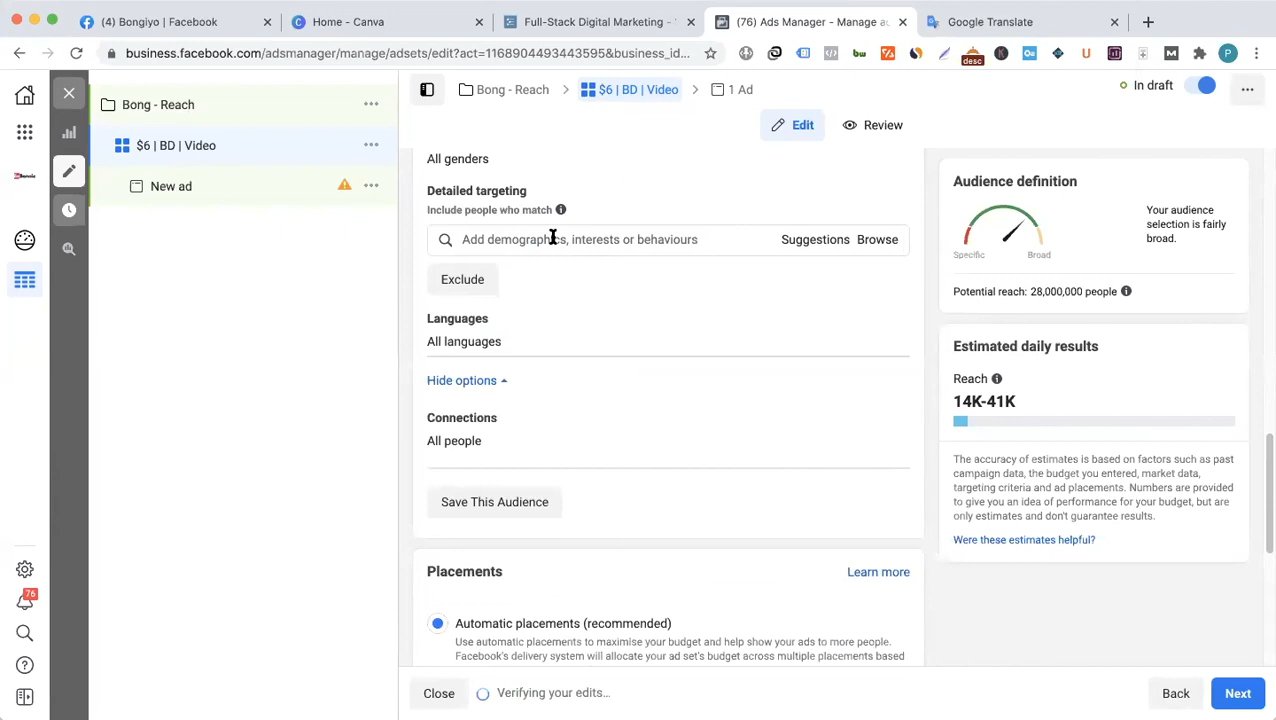 (4) Bongiyo | Facebook
Home - Canva
Full-Stack Digital Marketing -
(76) Ads Manager - Manage ad
Google Translate
business.facebook.com/adsmanager/manage/adsets/edit?act=1168904493443595&business_id...
desc
bw
P
Bong - Reach
$6 | BD | Video
New ad
Bong - Reach
$6 | BD | Video
1 Ad
In draft
Edit
Review
All genders
Detailed targeting
Include people who match
Add demographics, interests or behaviours
Suggestions
Browse
Exclude
Languages
All languages
Hide options
Connections
All people
Save This Audience
Placements
Learn more
Automatic placements (recommended)
Use automatic placements to maximise your budget and help show your ads to more people.
Facebook's delivery system will allocate your ad set's budget across multiple placements based
Audience definition
Specific
Broad
Your audience
selection is fairly
broad.
Potential reach: 28,000,000 people
Estimated daily results
Reach
14K-41K
The accuracy of estimates is based on factors such as past
campaign data, the budget you entered, market data,
targeting criteria and ad placements. Numbers are provided
to give you an idea of performance for your budget, but are
only estimates and don't guarantee results.
Were these estimates helpful?
76
Close
Verifying your edits...
Back
Next